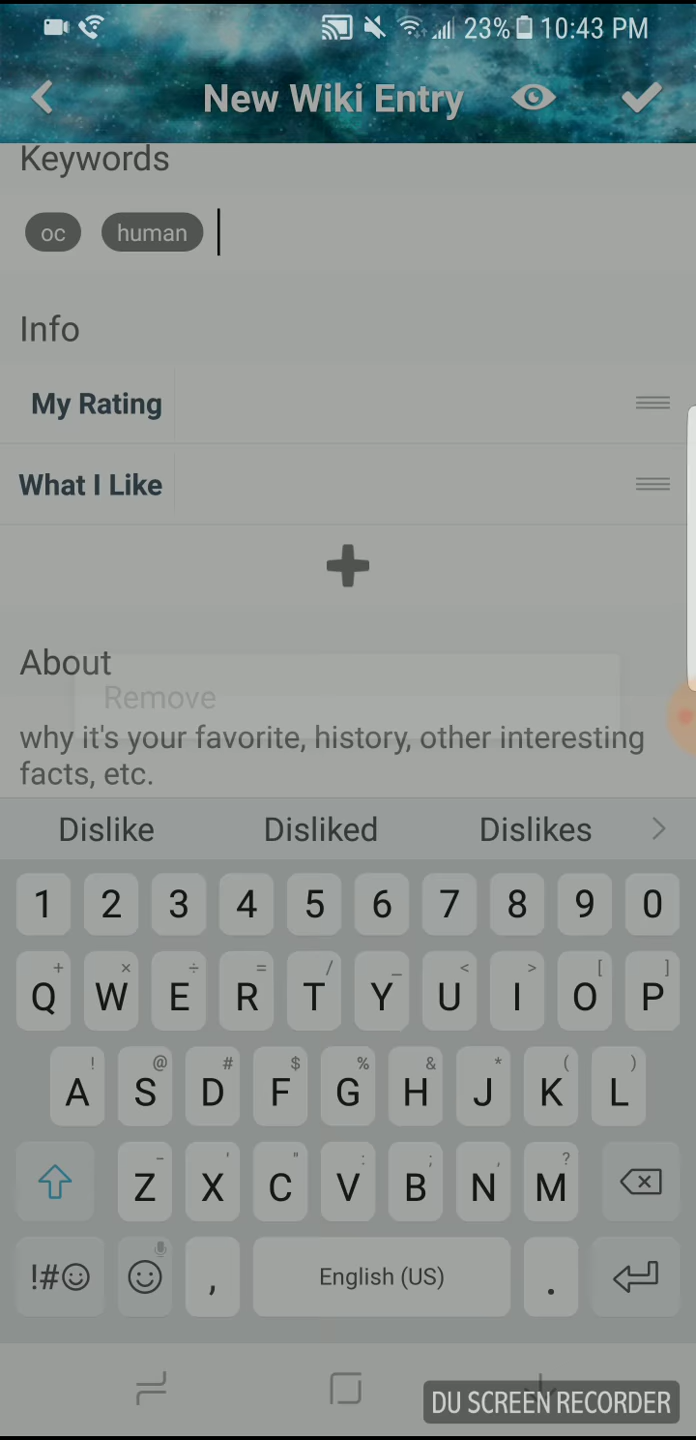 23% 10:43 PM
New Wiki Entry
Keywords
oc human
Info
My Rating
What I Like
About
Remove
why it's your favorite, history, other interesting
facts, etc.
Dislike Disliked Dislikes
1 2 3 4 5 6 7 8 9 0
+ × ÷ = / _ < > [ ]
Q W E R T Y U I O P
! @ # $ % & * ( )
A S D F G H J K L
- ' " : ; , ?
Z X C V B N M
!#☺ , English (US) .
DU SCREEN RECORDER